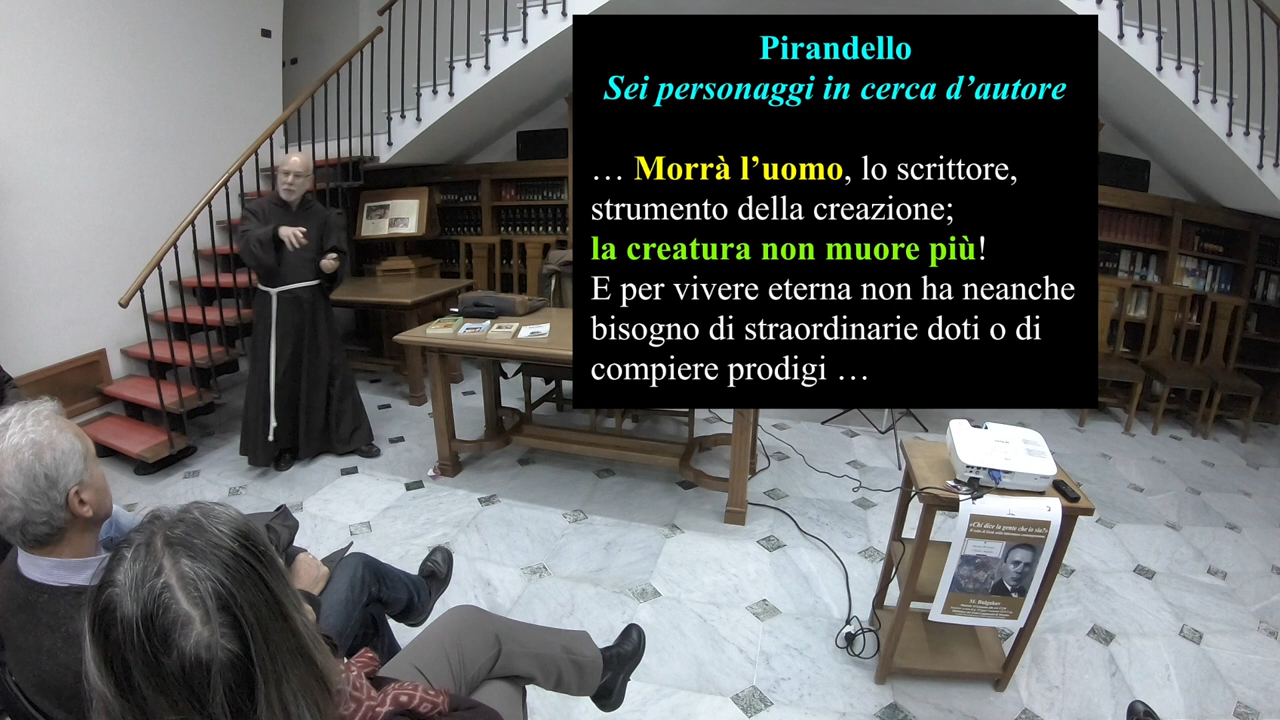 Pirandello
Sei personaggi in cerca d’autore
… Morrà l’uomo, lo scrittore,
strumento della creazione;
la creatura non muore più!
E per vivere eterna non ha neanche
bisogno di straordinarie doti o di
compiere prodigi …
«Chi dice la gente che io sia?»
M. Bulgakov